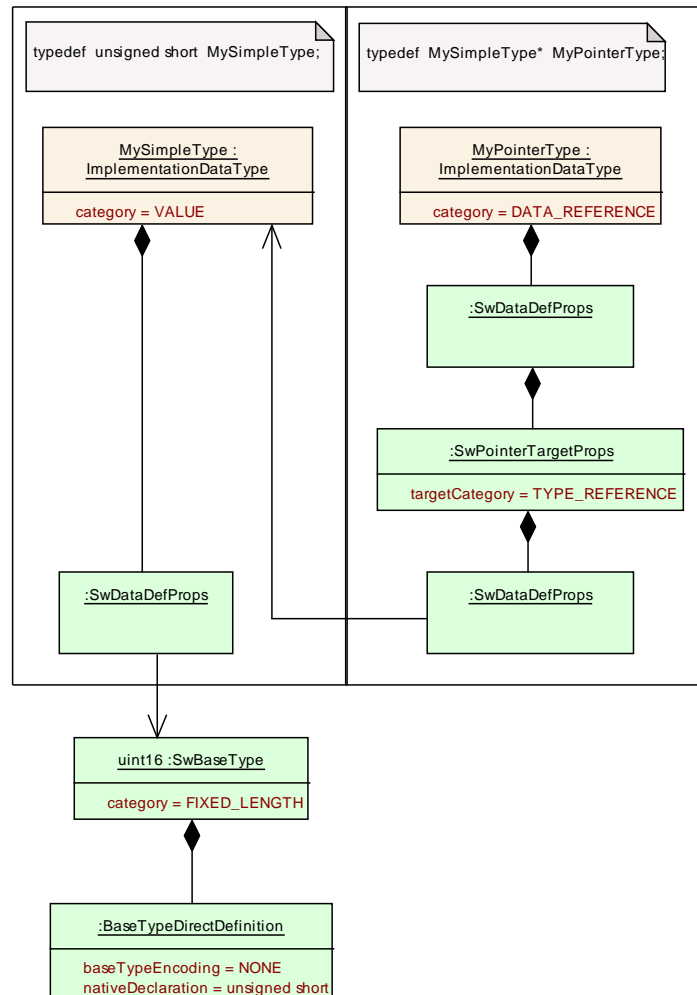 typedef unsigned short MySimpleType;
typedef MySimpleType* MyPointerType;
MySimpleType :
ImplementationDataType
category = VALUE
MyPointerType :
ImplementationDataType
category = DATA_REFERENCE
:SwDataDefProps
:SwPointerTargetProps
targetCategory = TYPE_REFERENCE
:SwDataDefProps
:SwDataDefProps
uint16 :SwBaseType
category = FIXED_LENGTH
:BaseTypeDirectDefinition
baseTypeEncoding = NONE
nativeDeclaration = unsigned short